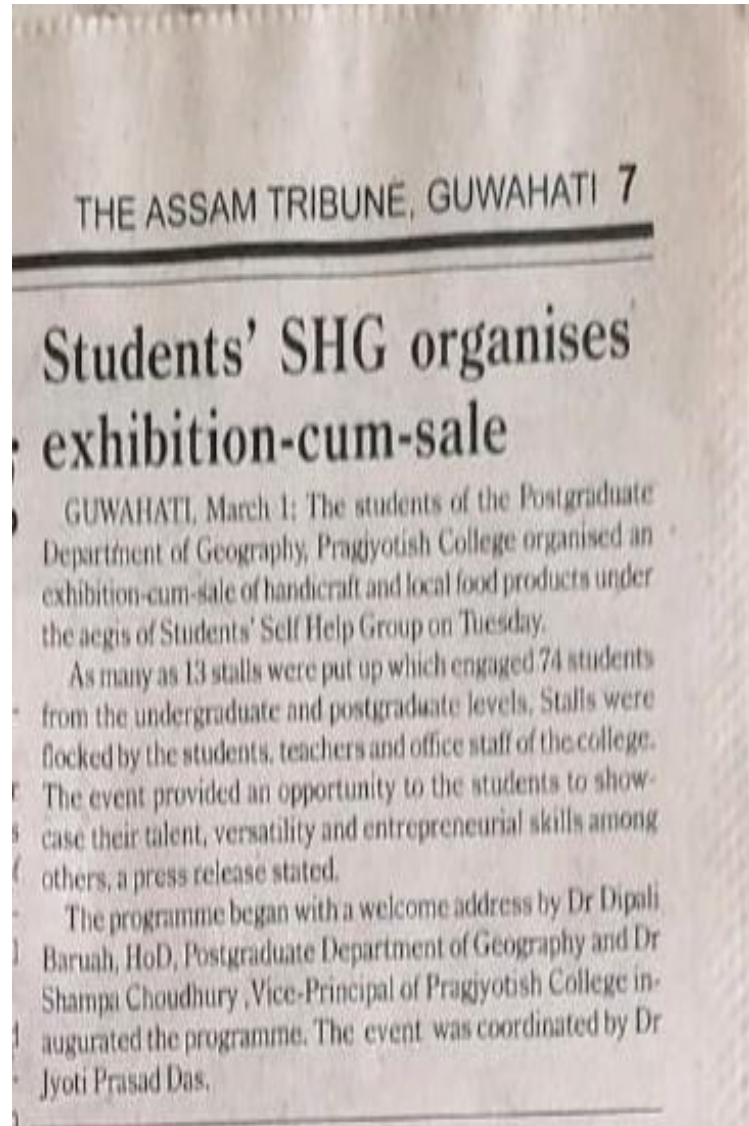 THE ASSAM TRIBUNE, GUWAHATI 7
Students' SHG organises
exhibition-cum-sale
GUWAHATI, March 1: The students of the Postgraduate
Department of Geography, Pragjyotish College organised an
exhibition-cum-sale of handicraft and local food products under
the aegis of Students' Self Help Group on Tuesday.
As many as 13 stalls were put up which engaged 74 students
from the undergraduate and postgraduate levels. Stalls were
flocked by the students, teachers and office staff of the college.
The event provided an opportunity to the students to show-
case their talent, versatility and entrepreneurial skills among
others, a press release stated.
The programme began with a welcome address by Dr Dipali
Baruah, HoD, Postgraduate Department of Geography and Dr
Shampa Choudhury ,Vice-Principal of Pragjyotish College in-
augurated the programme. The event was coordinated by Dr
Jyoti Prasad Das.